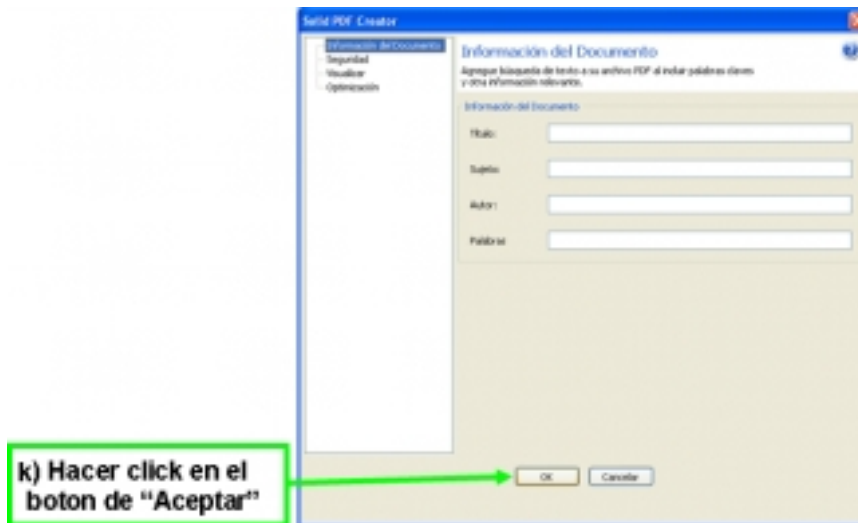 Solid PDF Creator
Información del Documento
Seguridad
Visualizar
Optimización
Información del Documento
Agregue búsqueda de texto a su archivo PDF al incluir palabras claves
y otra información relevante.
Información del Documento
Título:
Sujeto:
Autor:
Palabras
k) Hacer click en el
boton de “Aceptar”
OK
Cancelar